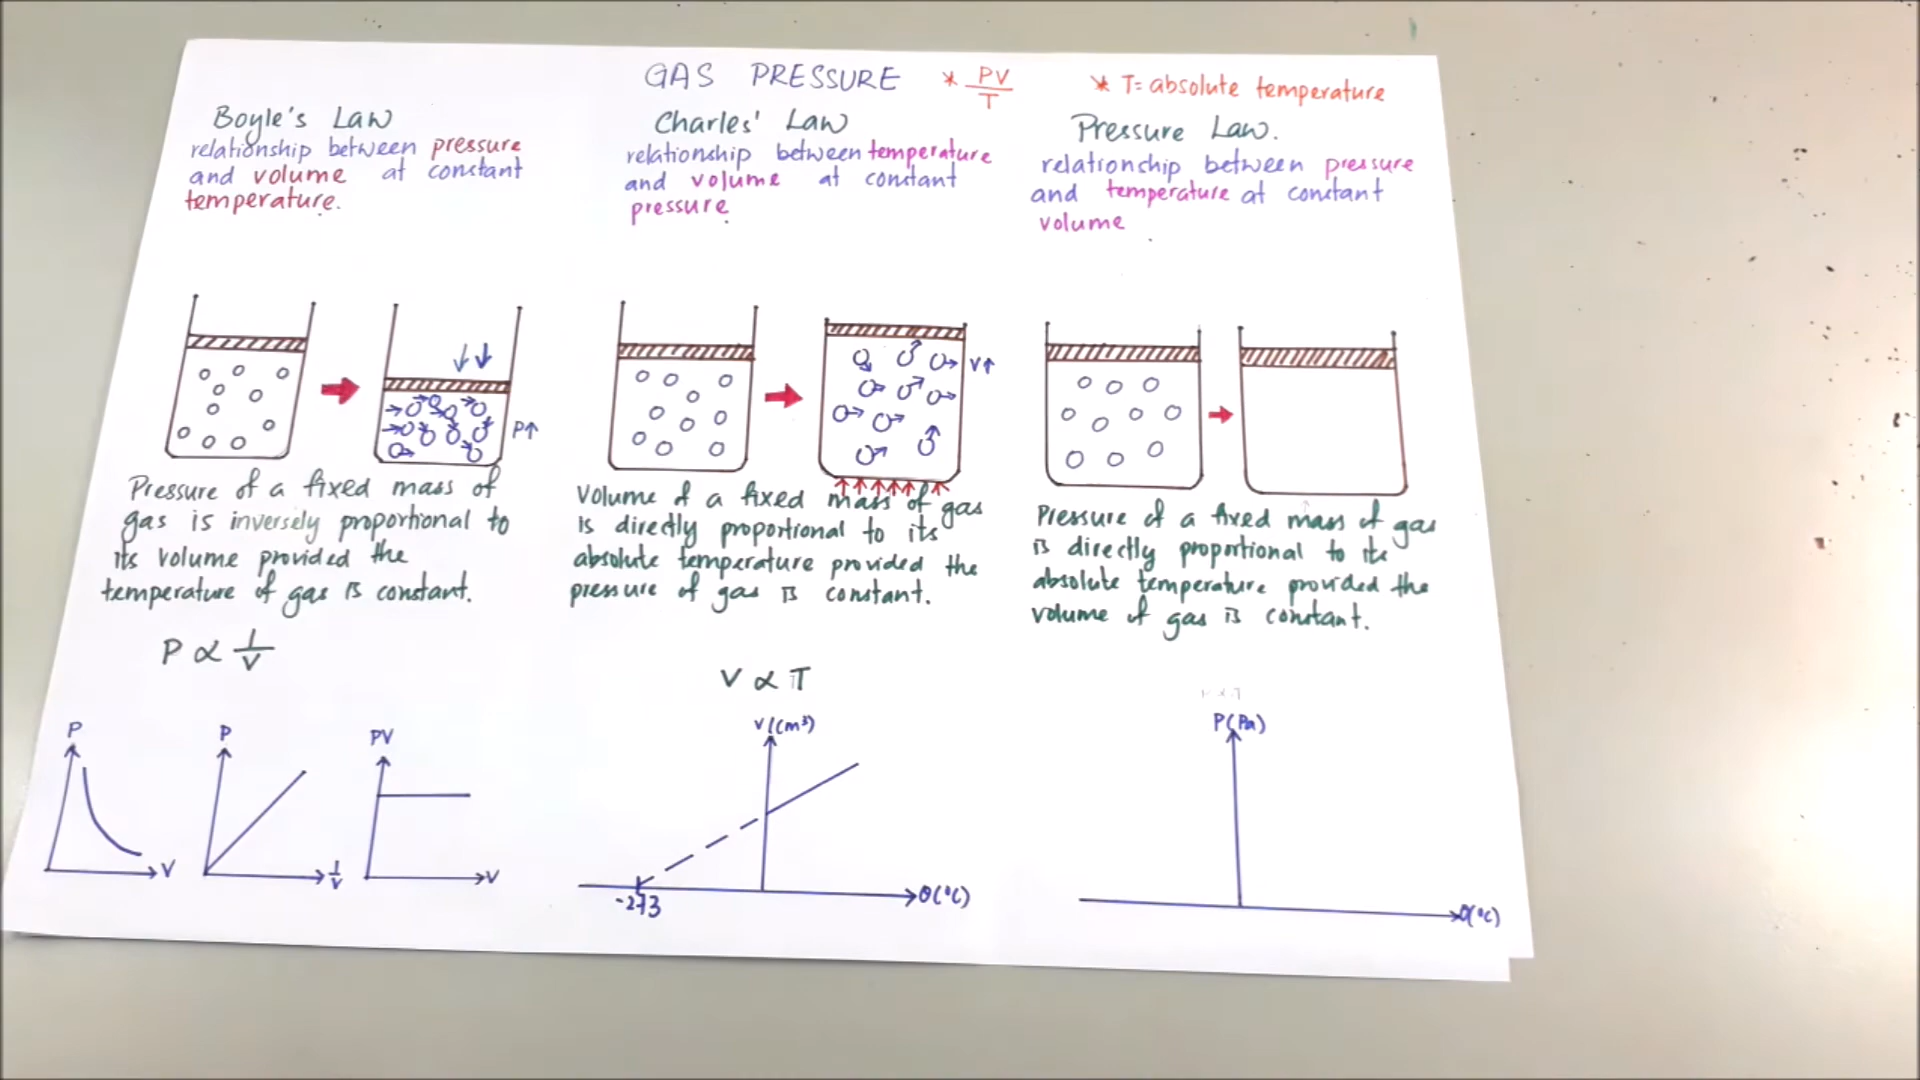 GAS PRESSURE * PV/T * T= absolute temperature
Boyle's Law
relationship between pressure
and volume at constant
temperature.
P↑
Pressure of a fixed mass of
gas is inversely proportional to
its volume provided the
temperature of gas is constant.
P ∝ 1/V
P
V
P
1/V
PV
V
Charles' Law
relationship between temperature
and volume at constant
pressure.
V↑
Volume of a fixed mass of gas
is directly proportional to its
absolute temperature provided the
pressure of gas is constant.
V ∝ T
V/(m³)
-273
θ(°C)
Pressure Law.
relationship between pressure
and temperature at constant
volume
Pressure of a fixed mass of gas
is directly proportional to its
absolute temperature provided the
volume of gas is constant.
P ∝ T
P(Pa)
θ(°C)